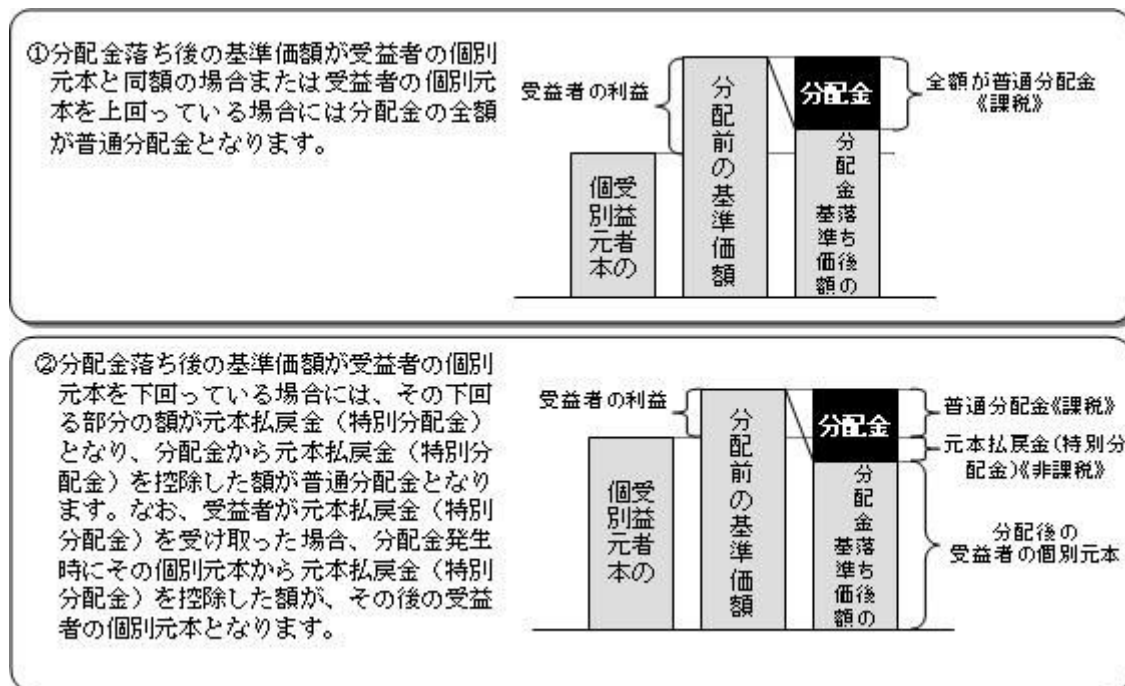 ①分配金落ち後の基準価額が受益者の個別
元本と同額の場合または受益者の個別元
本を上回っている場合には分配金の全額
が普通分配金となります。
受益者の利益
個別元本
受益者の
分配前の基準価額
分配金
分配金落ち後の
基準価額
全額が普通分配金
《課税》
②分配金落ち後の基準価額が受益者の個別
元本を下回っている場合には、その下回
る部分の額が元本払戻金（特別分配金）
となり、分配金から元本払戻金（特別分
配金）を控除した額が普通分配金となり
ます。なお、受益者が元本払戻金（特別
分配金）を受け取った場合、分配金発生
時にその個別元本から元本払戻金（特別
分配金）を控除した額が、その後の受益
者の個別元本となります。
受益者の利益
受益者の
個別元本
分配前の基準価額
分配金
分配金落ち後の
基準価額
普通分配金《課税》
元本払戻金（特別分
配金）《非課税》
分配後の
受益者の個別元本